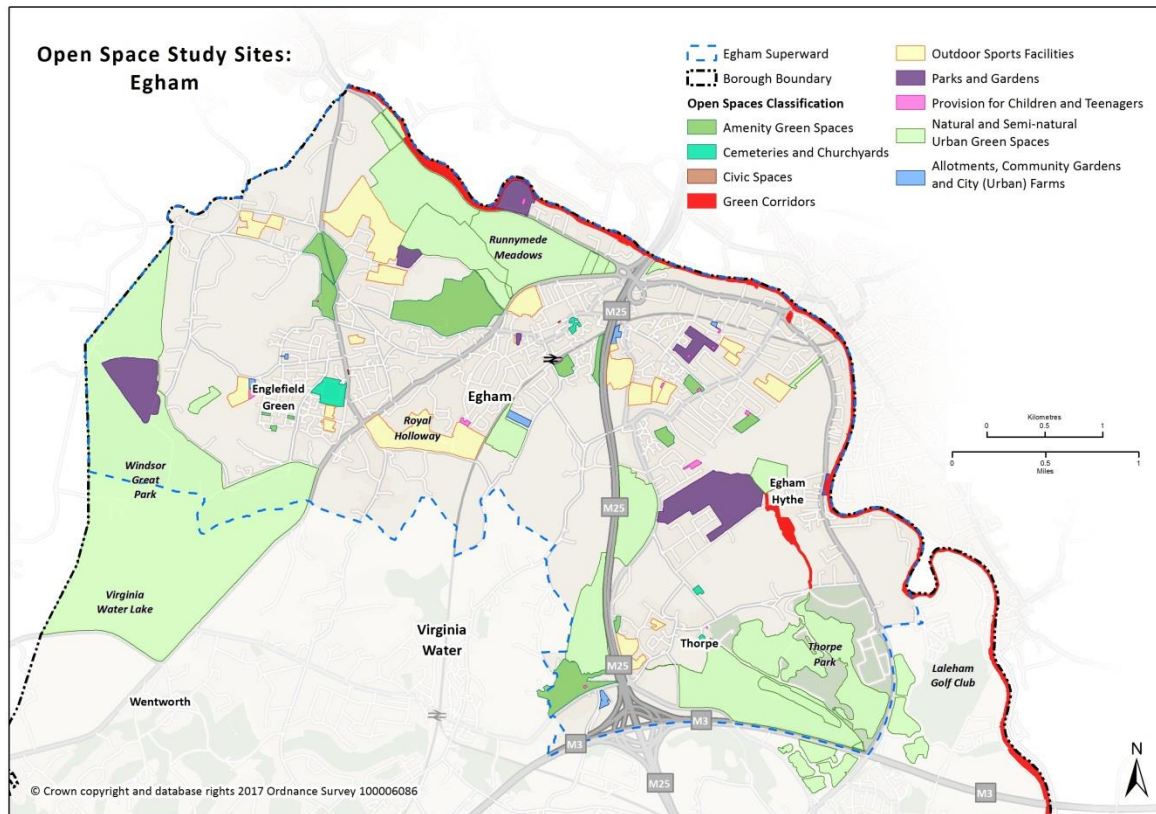 Open Space Study Sites:
Egham
Egham Superward
Borough Boundary
Open Spaces Classification
Amenity Green Spaces
Cemeteries and Churchyards
Civic Spaces
Green Corridors
Outdoor Sports Facilities
Parks and Gardens
Provision for Children and Teenagers
Natural and Semi-natural
Urban Green Spaces
Allotments, Community Gardens
and City (Urban) Farms
Runnymede
Meadows
M25
Englefield
Green
Egham
Royal
Holloway
Kilometres
0 0.5 1
0 0.5 1
Miles
Windsor
Great
Park
M25
Egham
Hythe
Virginia
Water Lake
Virginia
Water
Thorpe
Thorpe
Park
M25
Laleham
Golf Club
Wentworth
M3
M3
M25
M3
N
© Crown copyright and database rights 2017 Ordnance Survey 100006086